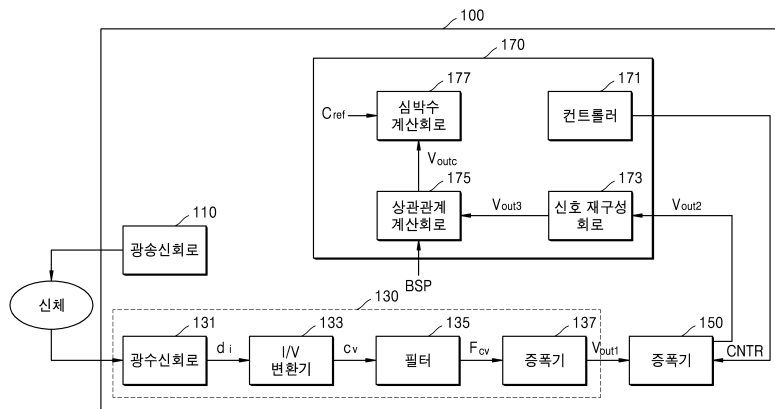 100
170
177
171
심박수
계산회로
컨트롤러
Cref
Voutc
175
173
상관관계
계산회로
Vout3
신호 재구성
회로
Vout2
110
광송신회로
BSP
신체
130
131
133
135
137
150
광수신회로
di
I/V
변환기
cv
필터
Fcv
증폭기
Vout1
증폭기
CNTR